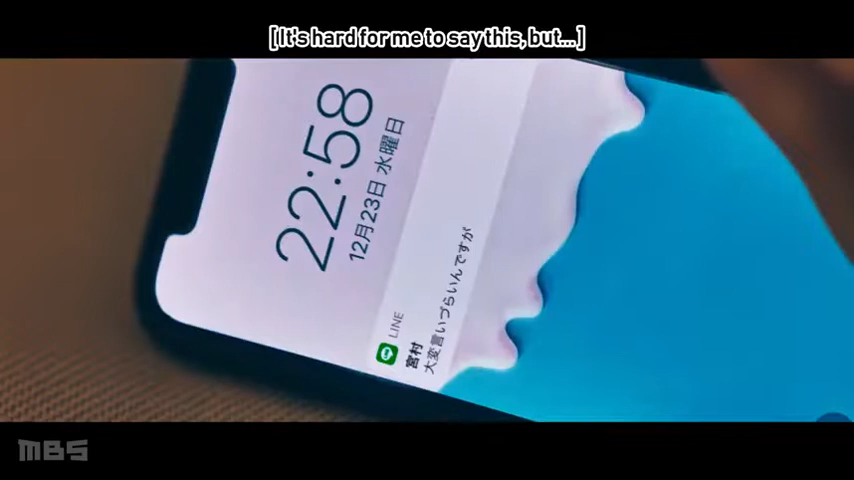 [It's hard for me to say this, but...]
22:58
12月23日 水曜日
LINE
宮村
大変言いづらいんですが
MBS